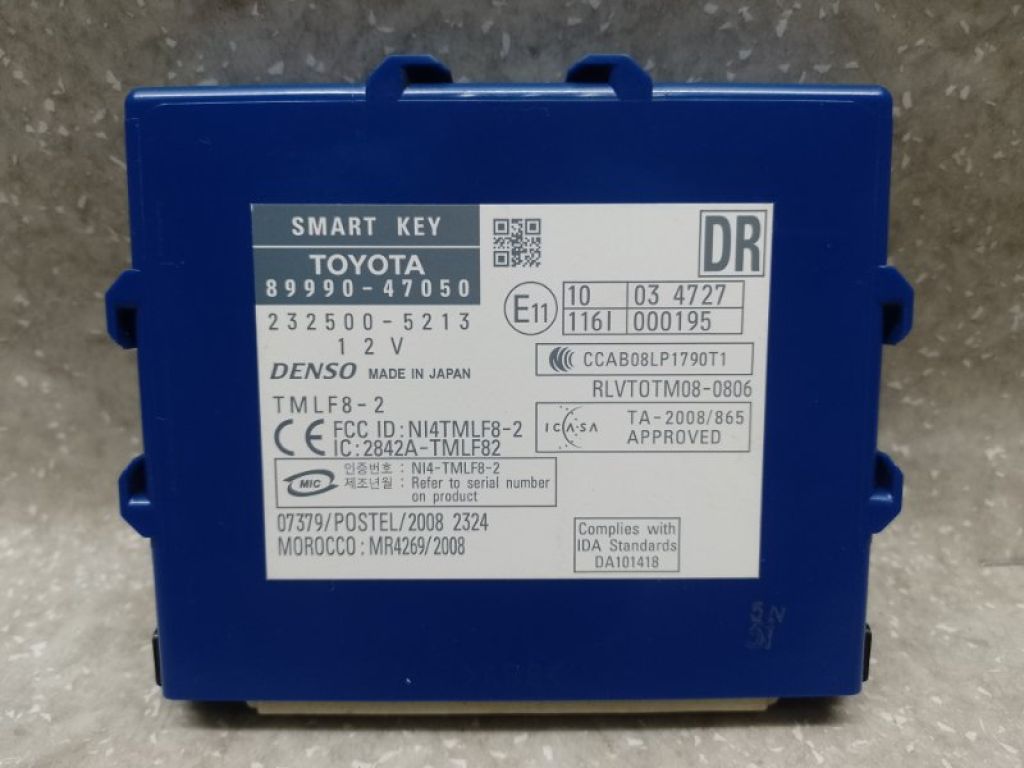 SMART KEY
TOYOTA
89990-47050
232500-5213
12V
DENSO MADE IN JAPAN
TMLF8-2
CE FCC ID:NI4TMLF8-2
IC:2842A-TMLF82
MIC 인증번호 : NI4-TMLF8-2
제조년월 : Refer to serial number
on product
07379/POSTEL/2008 2324
MOROCCO : MR4269/2008
DR
E11 10 03 4727
116I 000195
CCAB08LP1790T1
RLVTOTM08-0806
ICASA TA-2008/865
APPROVED
Complies with
IDA Standards
DA101418